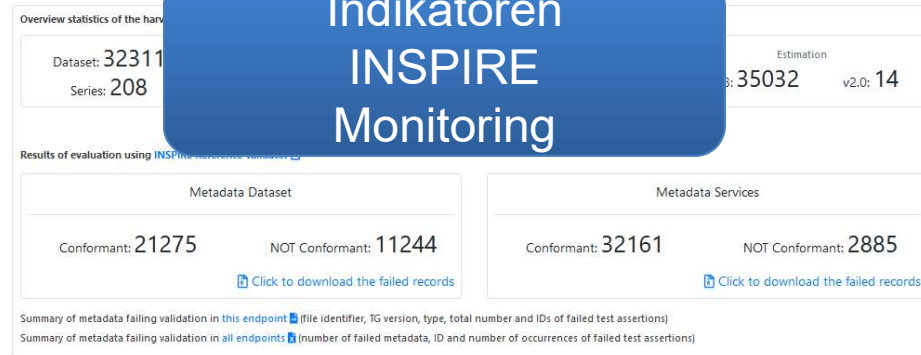 Overview statistics of the
Indikatoren
INSPIRE
Monitoring
Dataset: 32311
Series: 208
Estimation
35032 v2.0: 14
Results of evaluation using
Metadata Dataset
Conformant: 21275 NOT Conformant: 11244
Click to download the failed records
Metadata Services
Conformant: 32161 NOT Conformant: 2885
Click to download the failed records
Summary of metadata failing validation in this endpoint (file identifier, TG version, type, total number and IDs of failed test assertions)
Summary of metadata failing validation in all endpoints (number of failed metadata, ID and number of occurrences of failed test assertions)